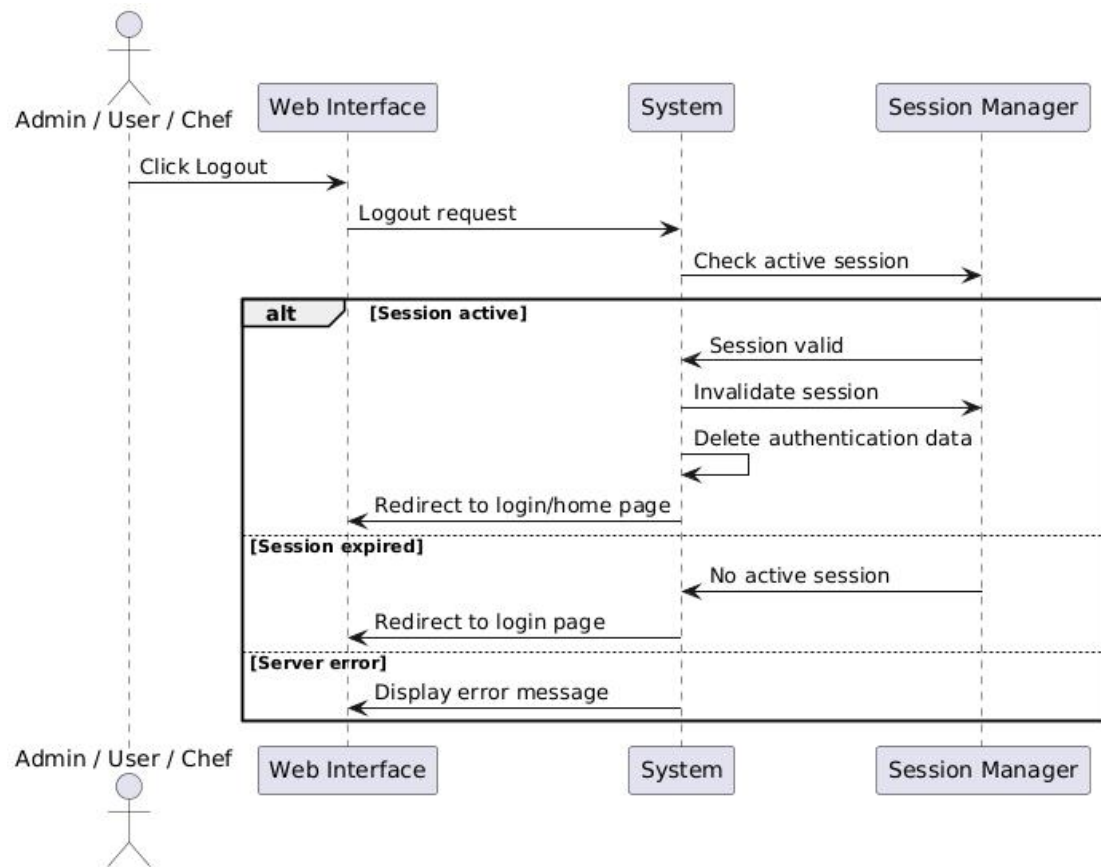 Admin / User / Chef
Web Interface
System
Session Manager
Click Logout
Logout request
Check active session
alt
[Session active]
Session valid
Invalidate session
Delete authentication data
Redirect to login/home page
[Session expired]
No active session
Redirect to login page
[Server error]
Display error message
Admin / User / Chef
Web Interface
System
Session Manager